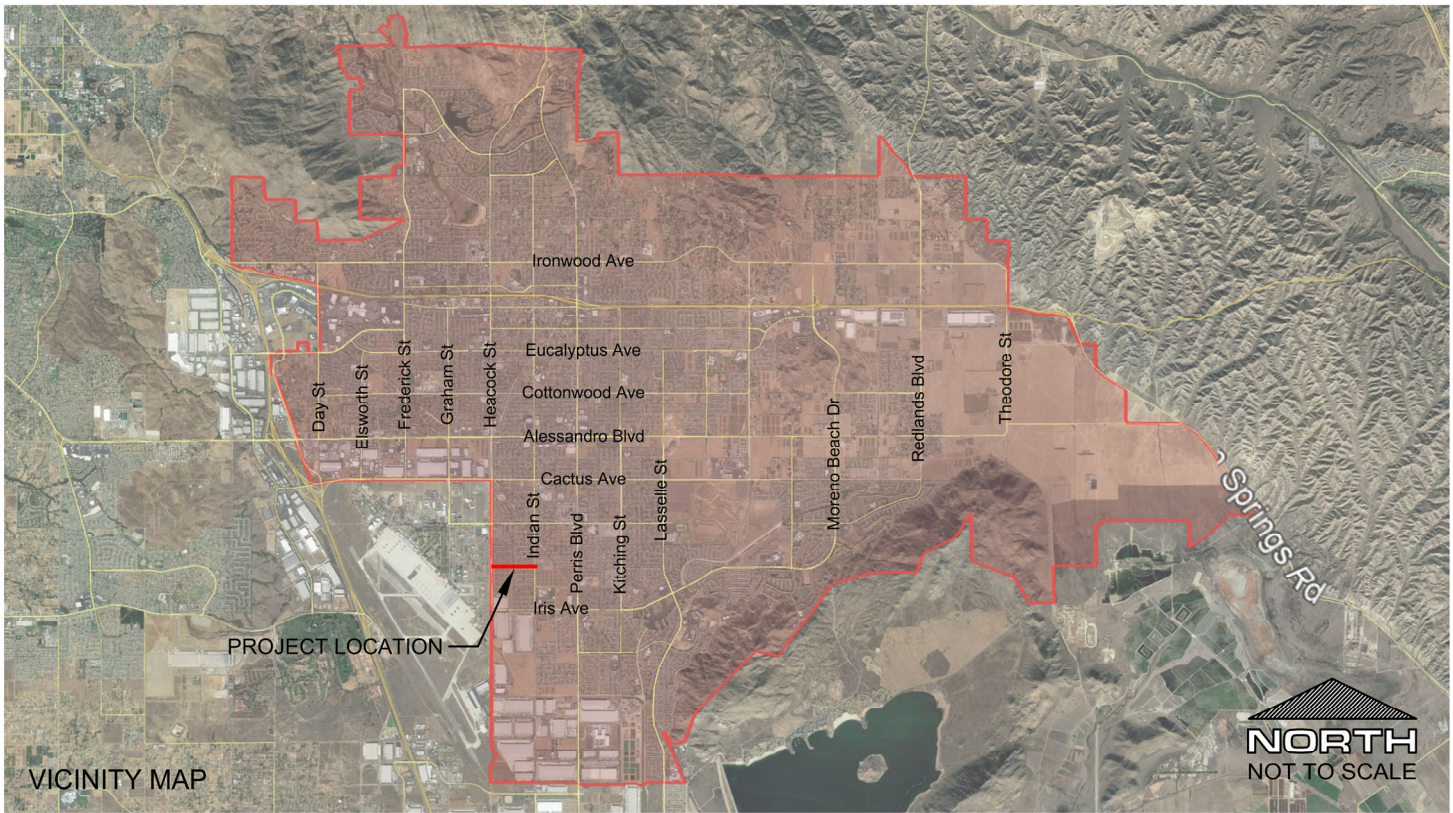 Ironwood Ave
Eucalyptus Ave
Cottonwood Ave
Alessandro Blvd
Cactus Ave
Iris Ave
Day St
Elsworth St
Frederick St
Graham St
Heacock St
Indian St
Perris Blvd
Kitching St
Lasselle St
Moreno Beach Dr
Redlands Blvd
Theodore St
Springs Rd
PROJECT LOCATION
VICINITY MAP
NORTH
NOT TO SCALE